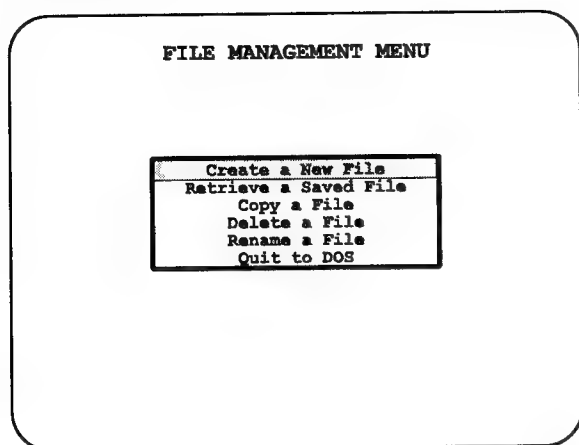 FILE MANAGEMENT MENU
Create a New File
Retrieve a Saved File
Copy a File
Delete a File
Rename a File
Quit to DOS